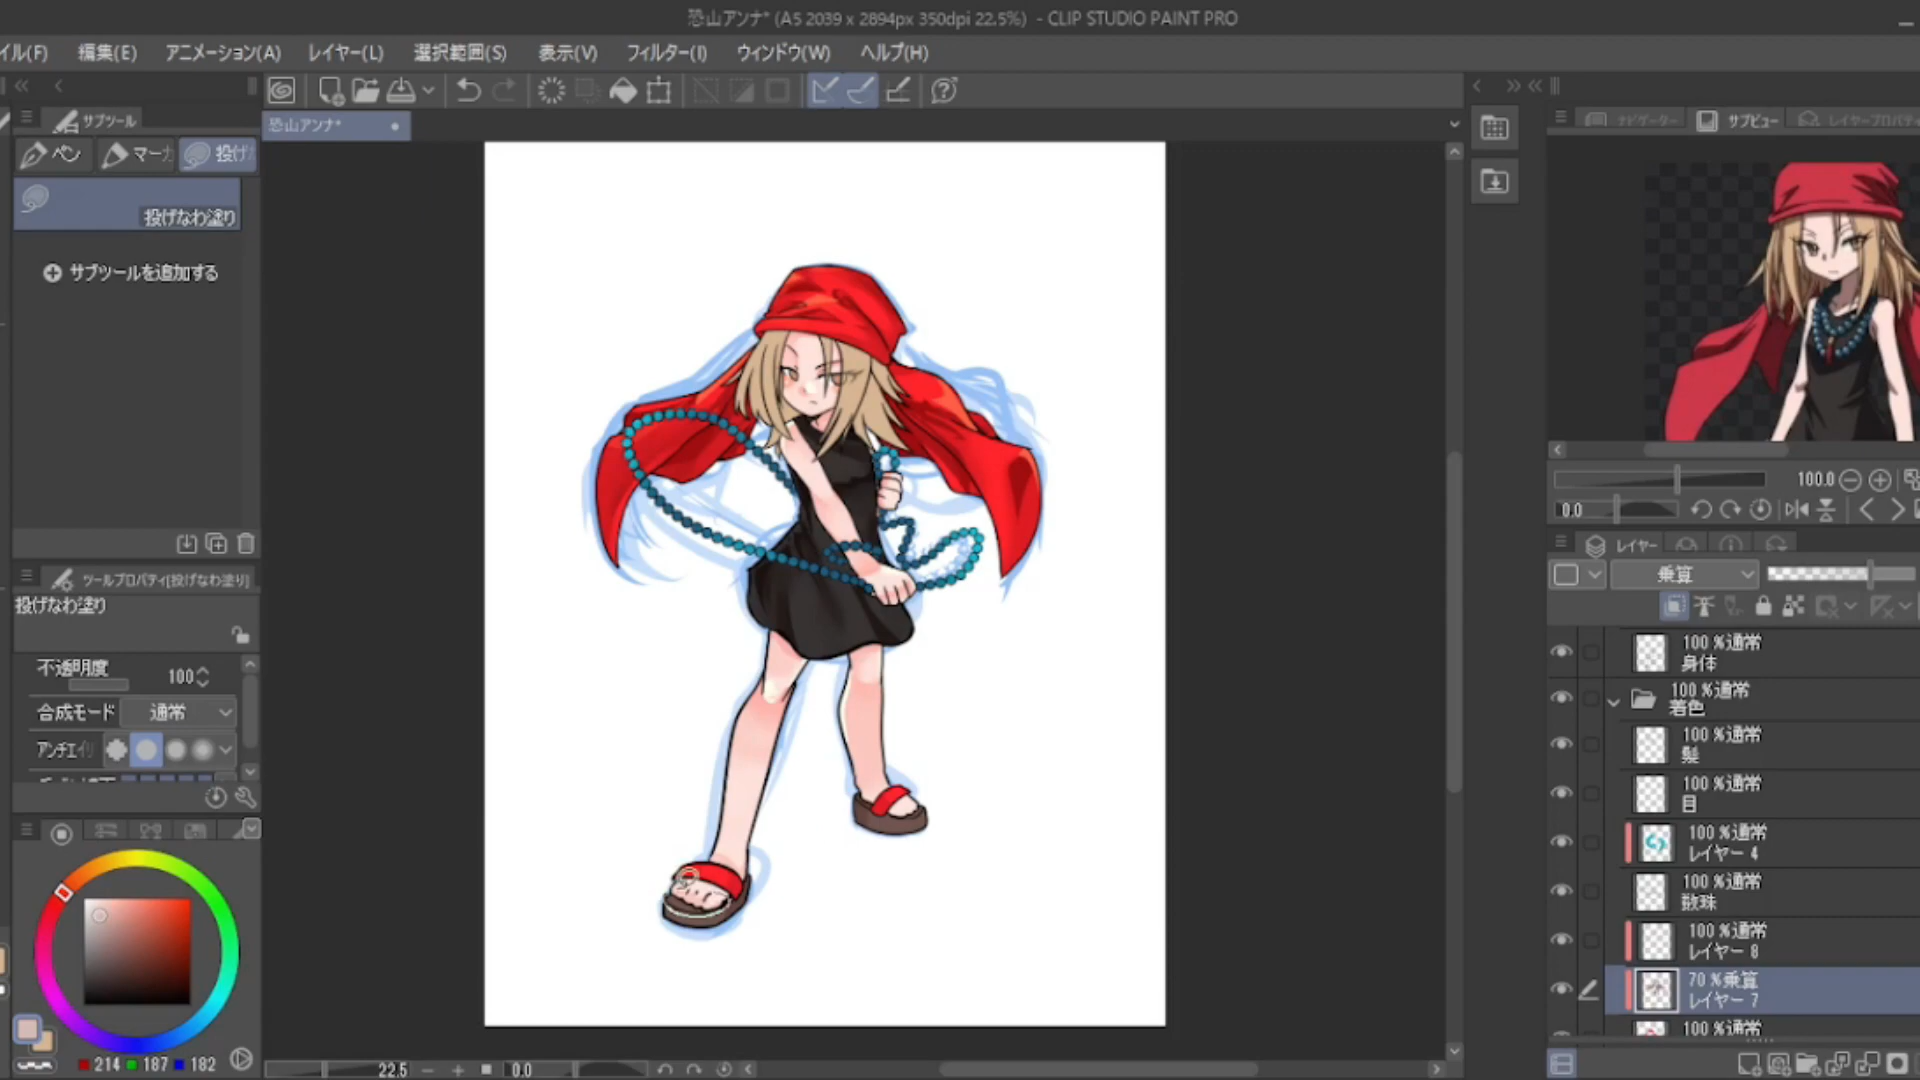 恐山アンナ* (A5 2039 x 2894px 350dpi 22.5%) - CLIP STUDIO PAINT PRO
イル(F) 編集(E) アニメーション(A) レイヤー(L) 選択範囲(S) 表示(V) フィルター(I) ウィンドウ(W) ヘルプ(H)
サブツール
恐山アンナ*
ナビゲーター サブビュー レイヤープロパティ
ペン マーカ 投げな
投げなわ塗り
サブツールを追加する
100.0
0.0
レイヤー
乗算
ツールプロパティ[投げなわ塗り]
投げなわ塗り
不透明度 100
合成モード 通常
アンチエイリ
100 %通常
身体
100 %通常
着色
100 %通常
髪
100 %通常
目
100 %通常
レイヤー 4
100 %通常
数珠
100 %通常
レイヤー 8
70 %乗算
レイヤー 7
100 %通常
214 187 182
22.5 0.0